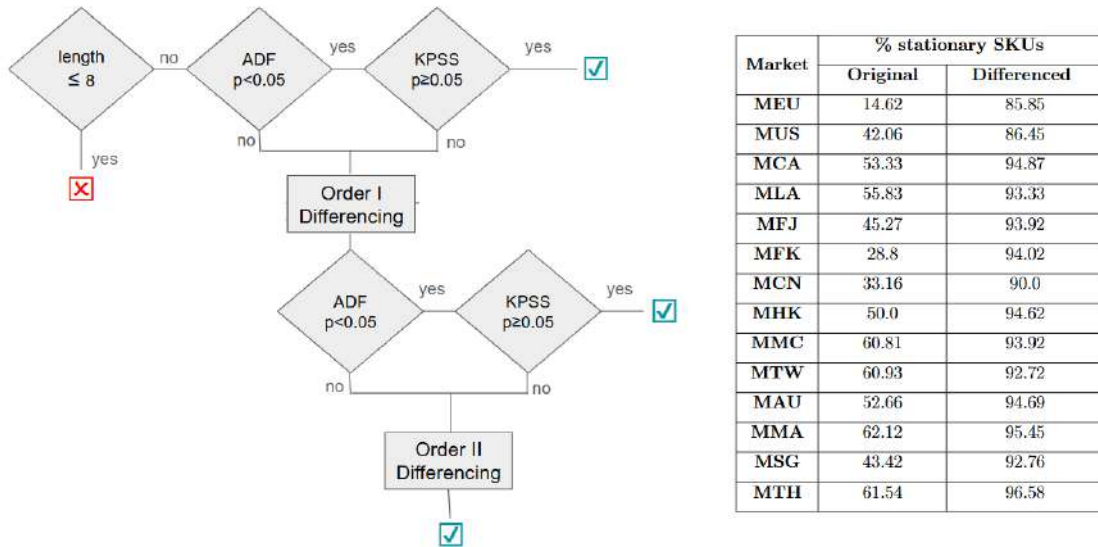 length
≤ 8
no
ADF
p<0.05
yes
KPSS
p≥0.05
yes
yes
no
no
Order I
Differencing
ADF
p<0.05
yes
KPSS
p≥0.05
yes
no
no
Order II
Differencing
Market
% stationary SKUs
Original Differenced
MEU 14.62 85.85
MUS 42.06 86.45
MCA 53.33 94.87
MLA 55.83 93.33
MFJ 45.27 93.92
MFK 28.8 94.02
MCN 33.16 90.0
MHK 50.0 94.62
MMC 60.81 93.92
MTW 60.93 92.72
MAU 52.66 94.69
MMA 62.12 95.45
MSG 43.42 92.76
MTH 61.54 96.58